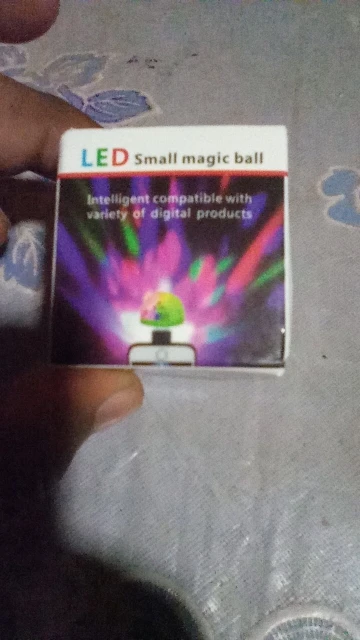 LED Small magic ball
Intelligent compatible with
variety of digital products